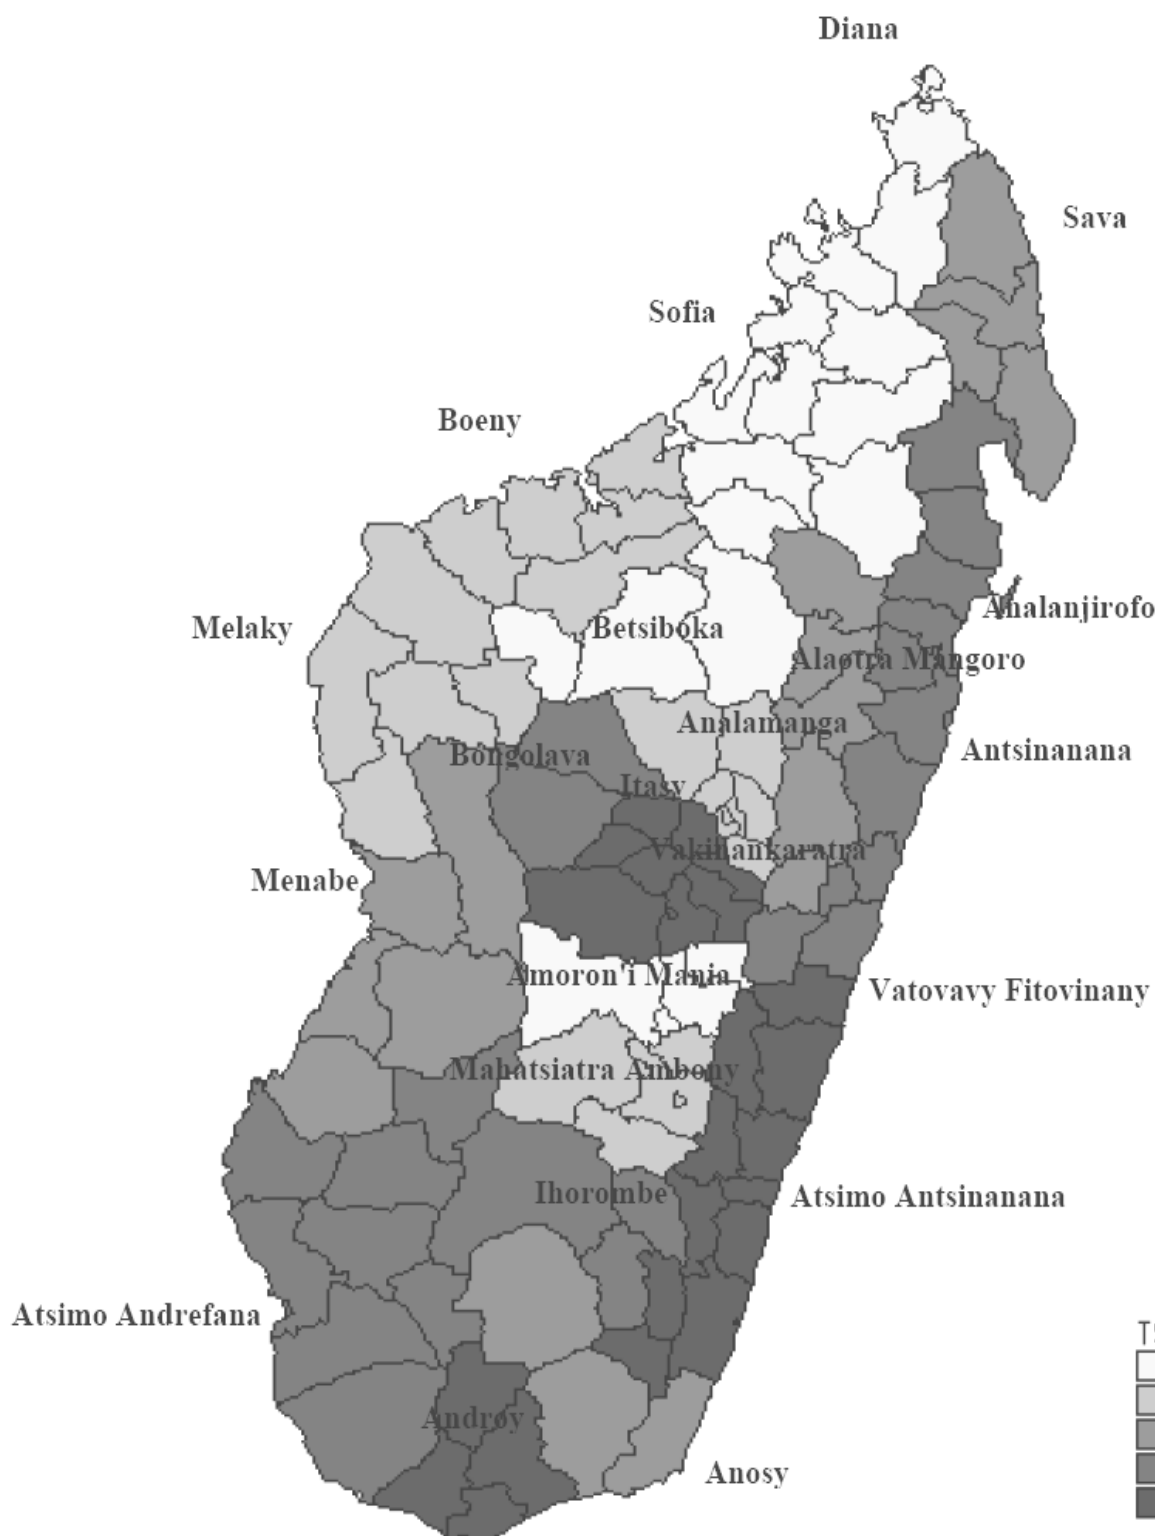 Diana
Sava
Sofia
Boeny
Analanjirofo
Melaky
Betsiboka
Alaotra Mangoro
Analamanga
Antsinanana
Bongolava
Itasy
Vakinankaratra
Menabe
Amoron'i Mania
Vatovavy Fitovinany
Mahatsiatra Ambony
Ihorombe
Atsimo Antsinanana
Atsimo Andrefana
Androy
Anosy